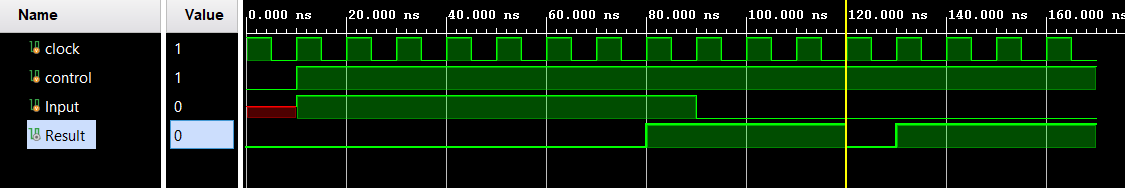 Name Value 0.000 ns 20.000 ns 40.000 ns 60.000 ns 80.000 ns 100.000 ns 120.000 ns 140.000 ns 160.000 ns
clock 1
control 1
Input 0
Result 0